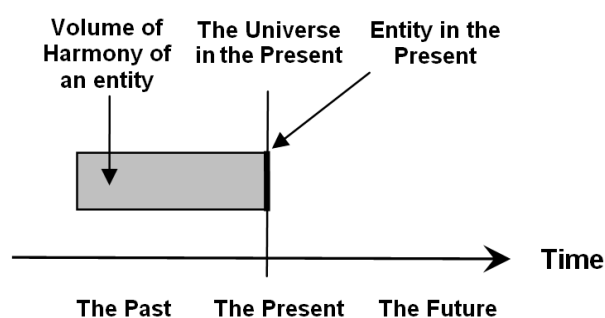 Volume of
Harmony of
an entity
The Universe
in the Present
Entity in the
Present
Time
The Past
The Present
The Future